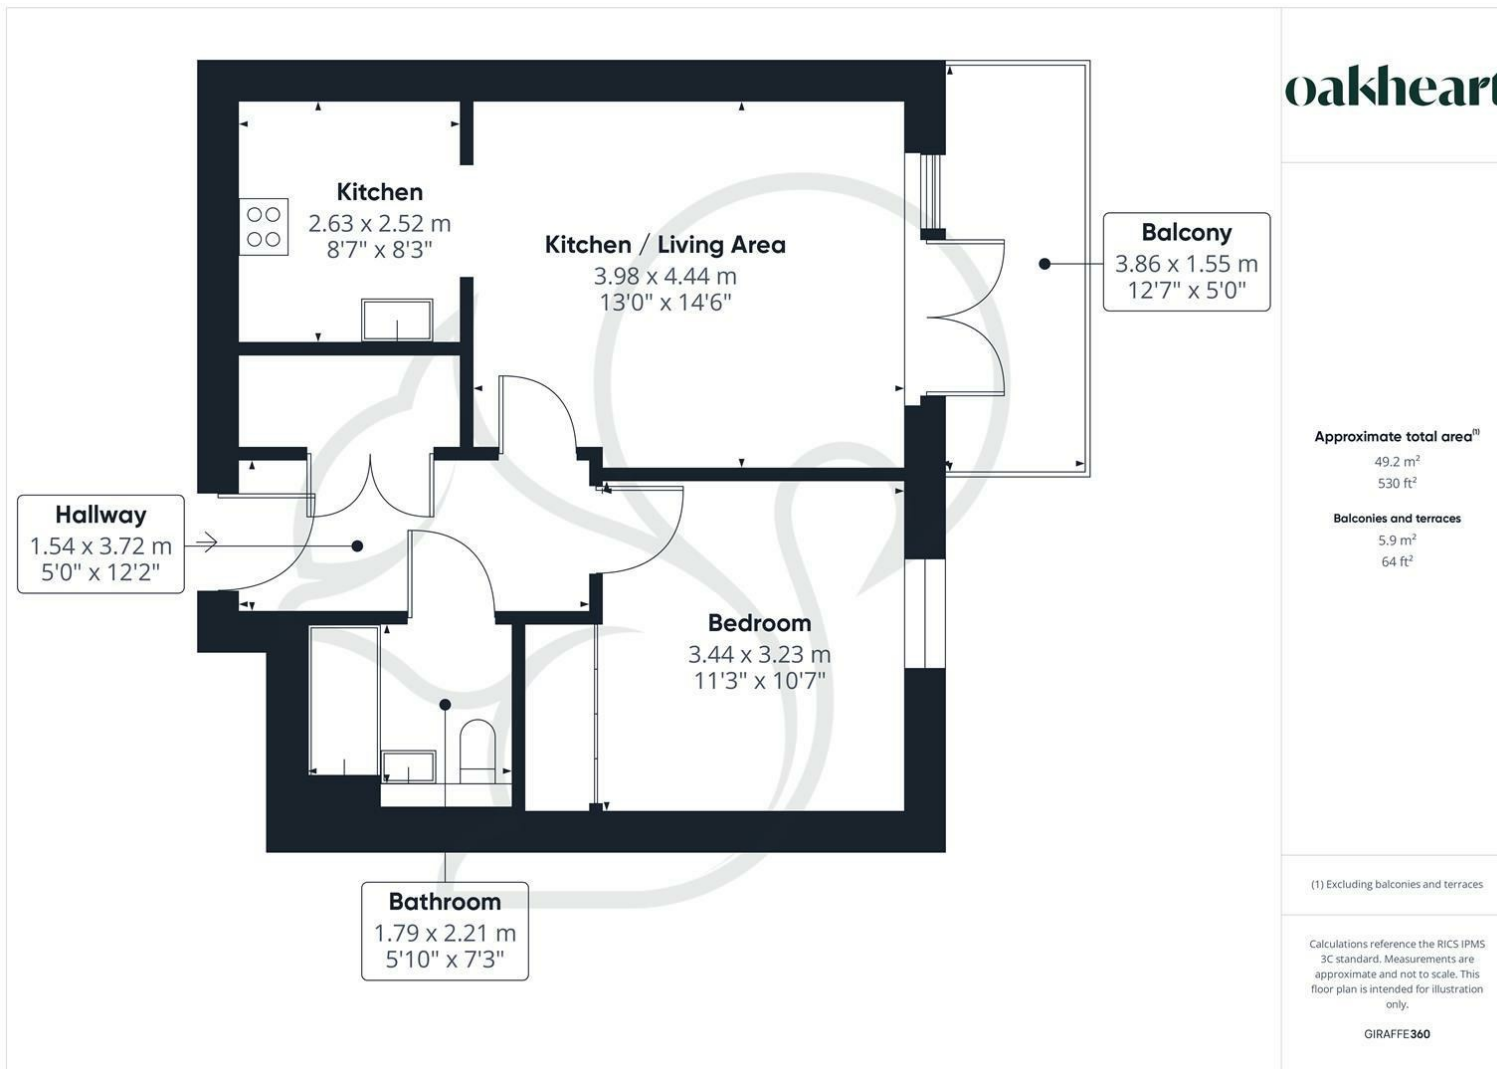 Kitchen
2.63 x 2.52 m
8'7" x 8'3"
Kitchen / Living Area
3.98 x 4.44 m
13'0" x 14'6"
Balcony
3.86 x 1.55 m
12'7" x 5'0"
Hallway
1.54 x 3.72 m
5'0" x 12'2"
Bedroom
3.44 x 3.23 m
11'3" x 10'7"
Bathroom
1.79 x 2.21 m
5'10" x 7'3"
oakheart
Approximate total area⁽¹⁾
49.2 m²
530 ft²
Balconies and terraces
5.9 m²
64 ft²
(1) Excluding balconies and terraces
Calculations reference the RICS IPMS
3C standard. Measurements are
approximate and not to scale. This
floor plan is intended for illustration
only.
GIRAFFE360